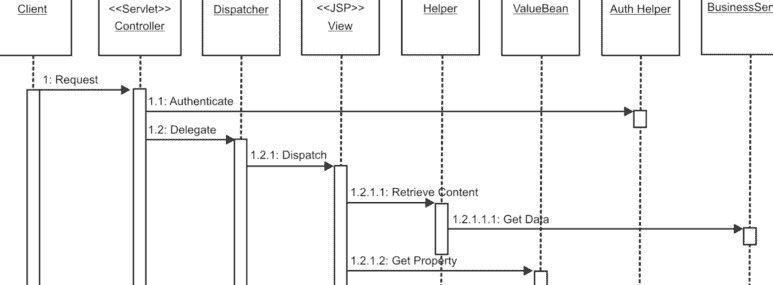 Client
<<Servlet>>
Controller
Dispatcher
<<JSP>>
View
Helper
ValueBean
Auth Helper
BusinessSer
1: Request
1.1: Authenticate
1.2: Delegate
1.2.1: Dispatch
1.2.1.1: Retrieve Content
1.2.1.1.1: Get Data
1.2.1.2: Get Property